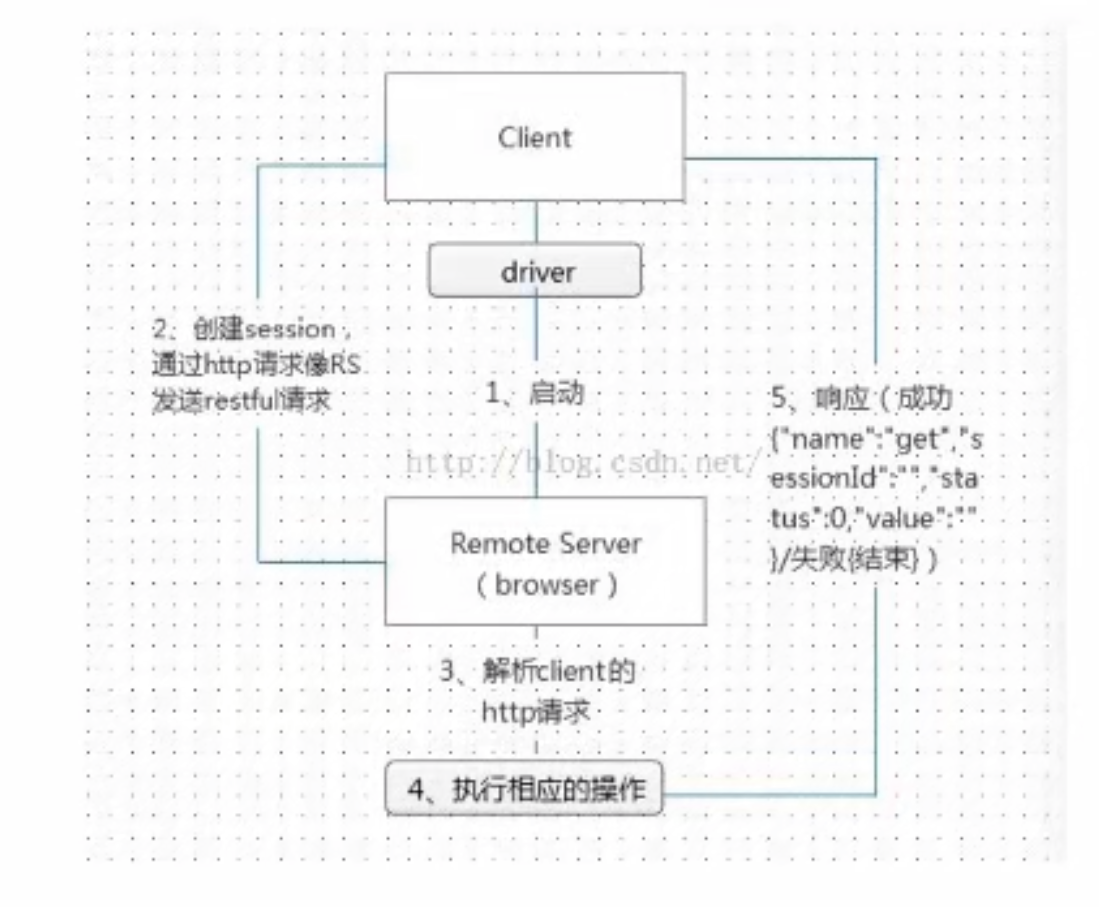 Client
driver
2、创建session，
通过http请求像RS
发送restful请求
1、启动
5、响应（成功
{"name":"get","s
essionId":"","sta
tus":0,"value":""
}/失败{结束}）
http://blog.csdn.net/
Remote Server
（browser）
3、解析client的
http请求
4、执行相应的操作